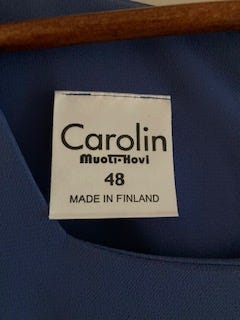 Carolin
Muoti-Hovi
48
MADE IN FINLAND